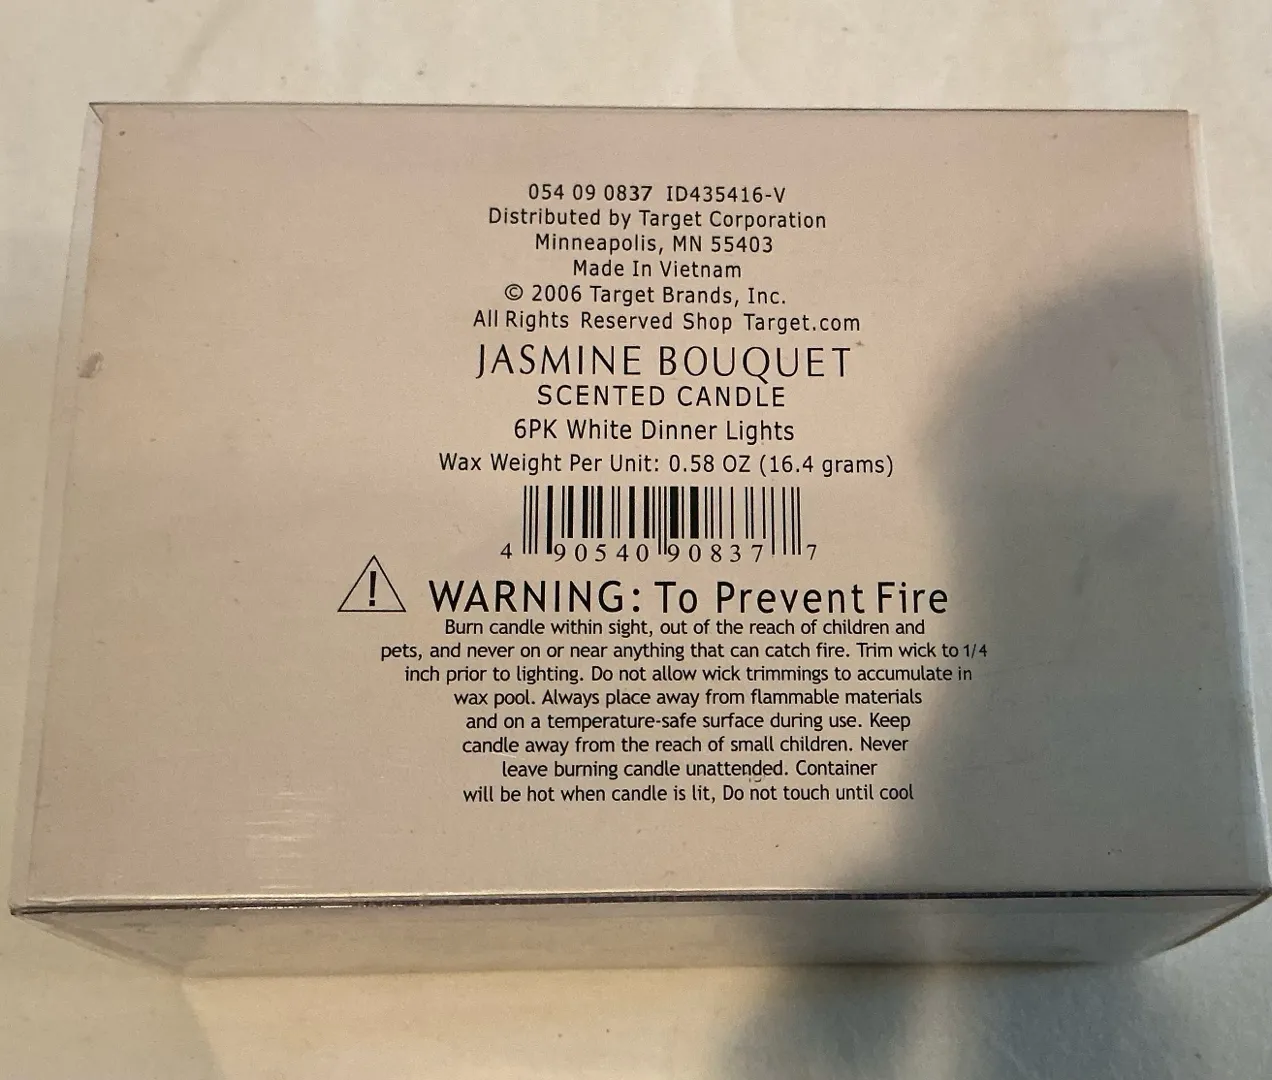 054 09 0837 ID435416-V
Distributed by Target Corporation
Minneapolis, MN 55403
Made In Vietnam
© 2006 Target Brands, Inc.
All Rights Reserved Shop Target.com
JASMINE BOUQUET
SCENTED CANDLE
6PK White Dinner Lights
Wax Weight Per Unit: 0.58 OZ (16.4 grams)
4 90540 90837 7
! WARNING: To Prevent Fire
Burn candle within sight, out of the reach of children and
pets, and never on or near anything that can catch fire. Trim wick to 1/4
inch prior to lighting. Do not allow wick trimmings to accumulate in
wax pool. Always place away from flammable materials
and on a temperature-safe surface during use. Keep
candle away from the reach of small children. Never
leave burning candle unattended. Container
will be hot when candle is lit, Do not touch until cool